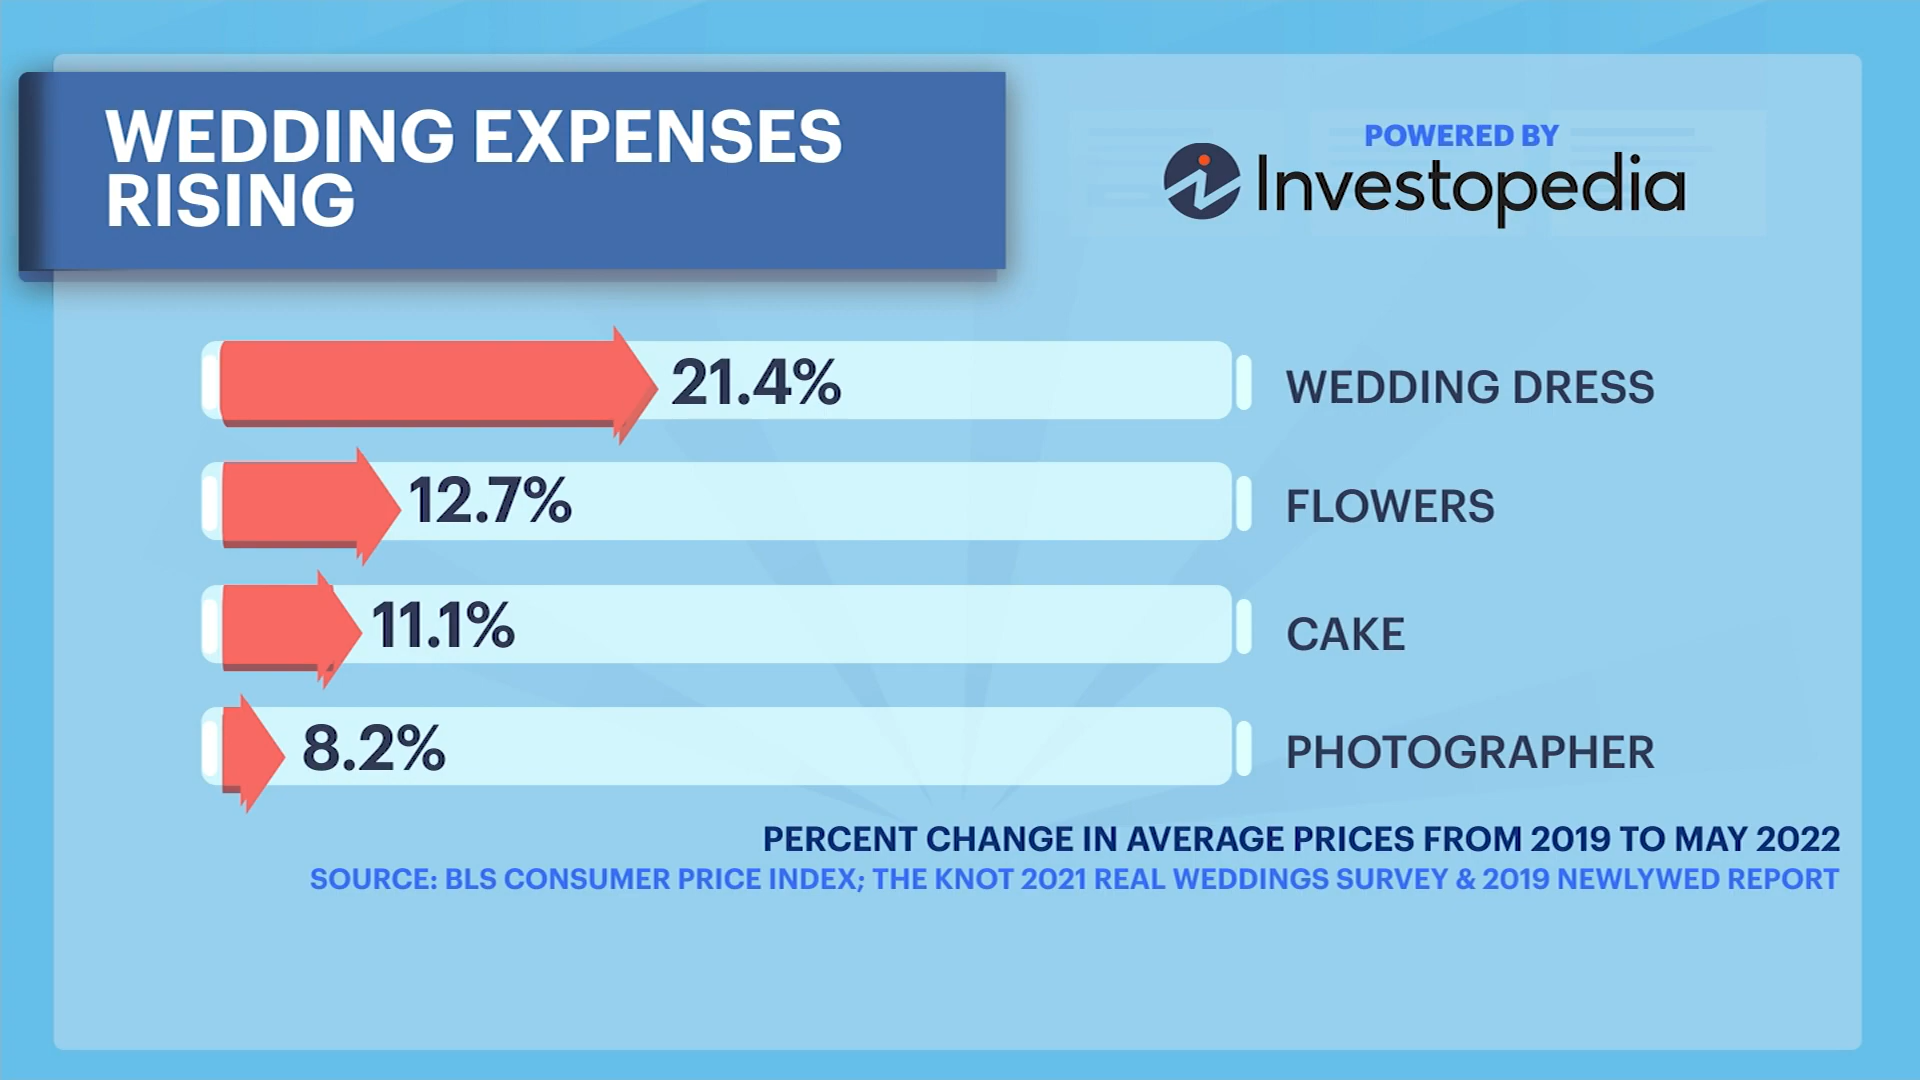 WEDDING EXPENSES
RISING
POWERED BY
Investopedia
21.4% WEDDING DRESS
12.7% FLOWERS
11.1% CAKE
8.2% PHOTOGRAPHER
PERCENT CHANGE IN AVERAGE PRICES FROM 2019 TO MAY 2022
SOURCE: BLS CONSUMER PRICE INDEX; THE KNOT 2021 REAL WEDDINGS SURVEY & 2019 NEWLYWED REPORT